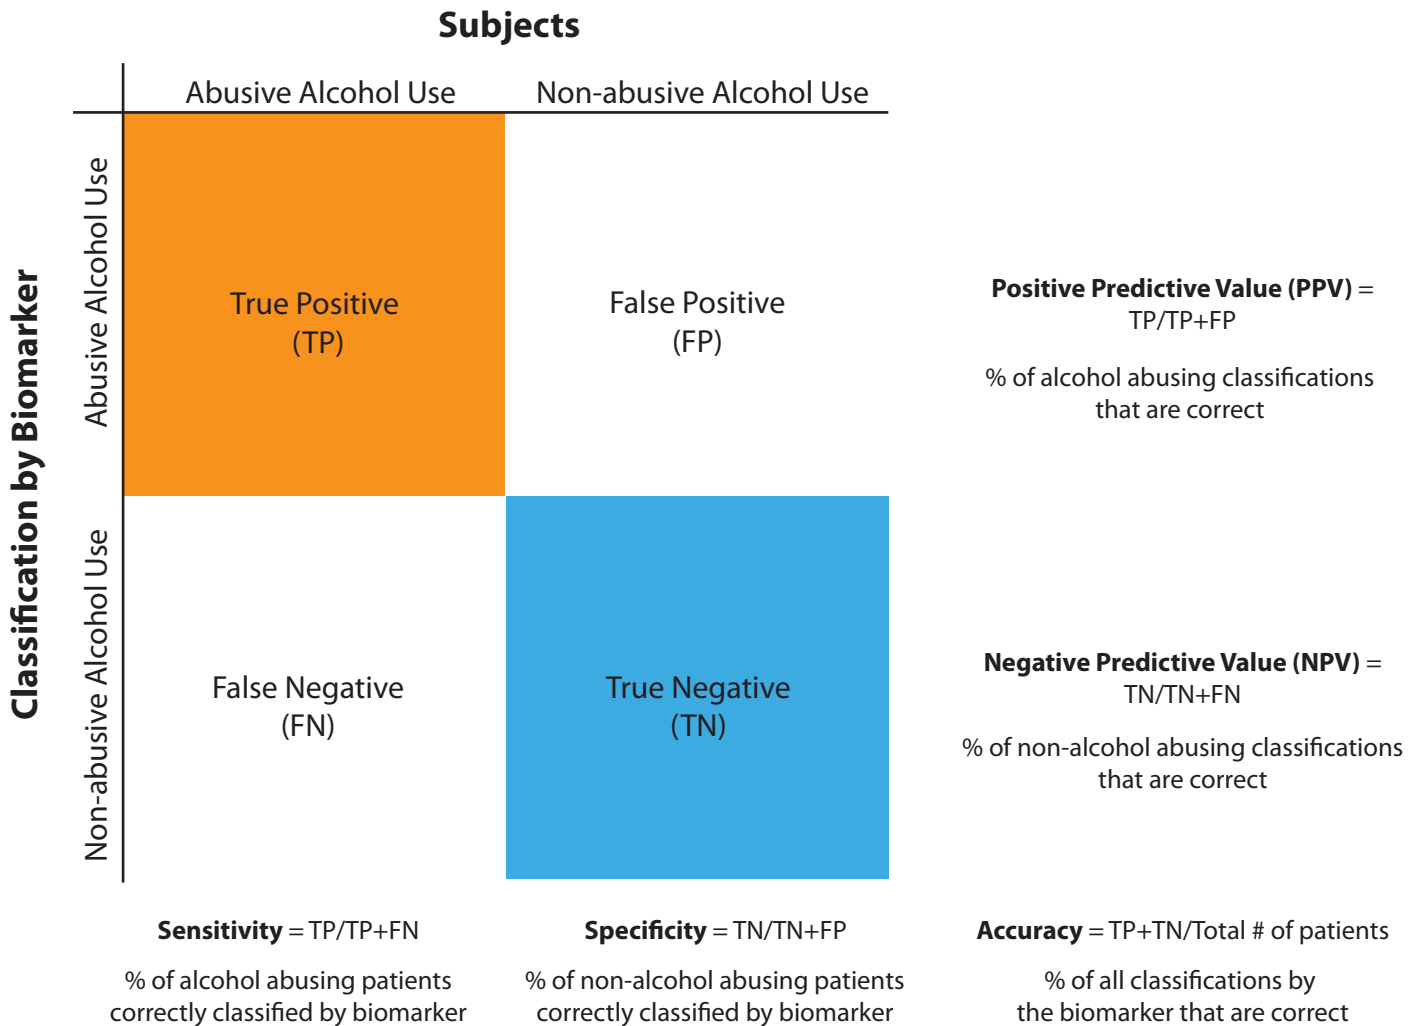 Subjects
Abusive Alcohol Use
Non-abusive Alcohol Use
Classification by Biomarker
Abusive Alcohol Use
True Positive
(TP)
False Positive
(FP)
Positive Predictive Value (PPV) =
TP/TP+FP
% of alcohol abusing classifications
that are correct
Non-abusive Alcohol Use
False Negative
(FN)
True Negative
(TN)
Negative Predictive Value (NPV) =
TN/TN+FN
% of non-alcohol abusing classifications
that are correct
Sensitivity = TP/TP+FN
% of alcohol abusing patients
correctly classified by biomarker
Specificity = TN/TN+FP
% of non-alcohol abusing patients
correctly classified by biomarker
Accuracy = TP+TN/Total # of patients
% of all classifications by
the biomarker that are correct